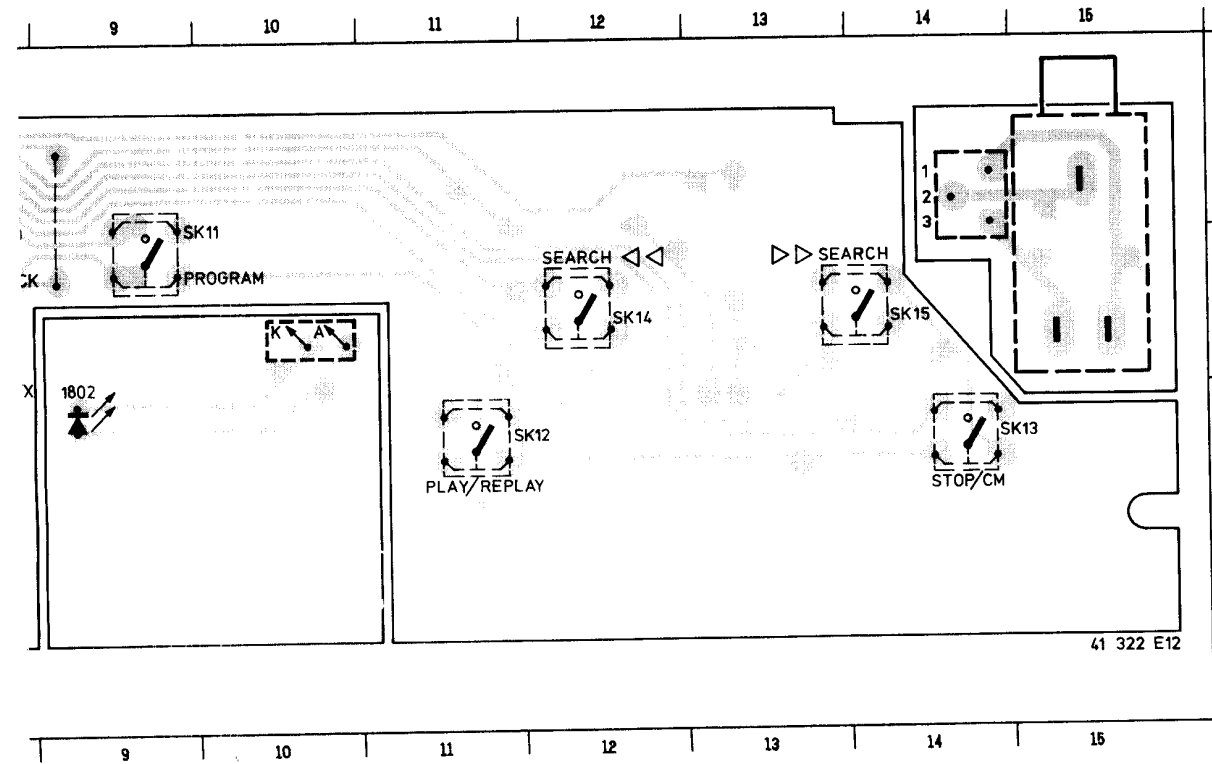 9 10 11 12 13 14 15
1
2
SK11
3
SEARCH
SEARCH
CK
PROGRAM
SK14
SK15
K A
X
1802
SK12
SK13
PLAY/REPLAY
STOP/CM
41 322 E12
9 10 11 12 13 14 15